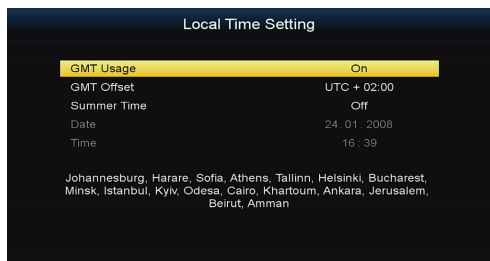 Local Time Setting
GMT Usage On
GMT Offset UTC + 02:00
Summer Time Off
Date 24. 01. 2008
Time 16 : 39
Johannesburg, Harare, Sofia, Athens, Tallinn, Helsinki, Bucharest,
Minsk, Istanbul, Kyiv, Odesa, Cairo, Khartoum, Ankara, Jerusalem,
Beirut, Amman